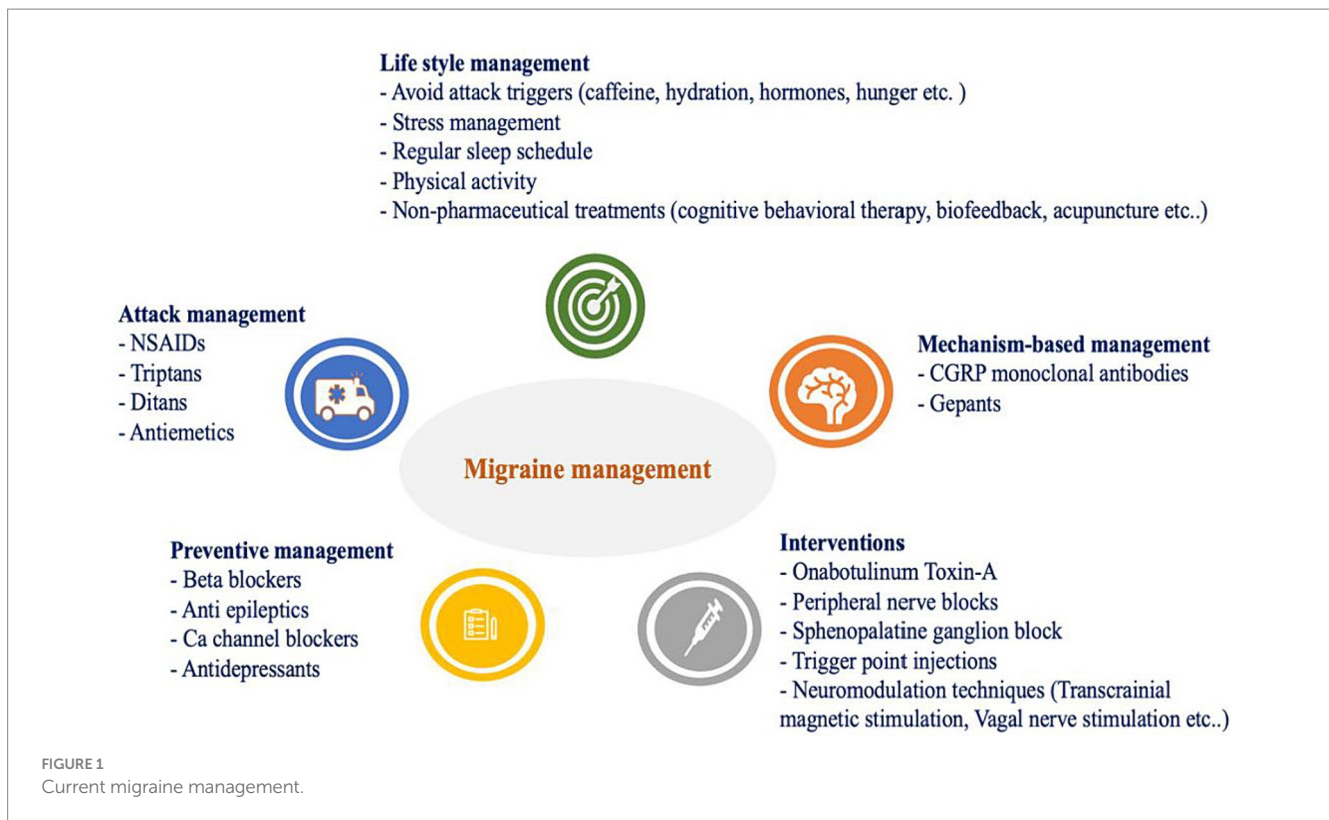 Life style management
- Avoid attack triggers (caffeine, hydration, hormones, hunger etc. )
- Stress management
- Regular sleep schedule
- Physical activity
- Non-pharmaceutical treatments (cognitive behavioral therapy, biofeedback, acupuncture etc..)
Attack management
- NSAIDs
- Triptans
- Ditans
- Antiemetics
Mechanism-based management
- CGRP monoclonal antibodies
- Gepants
Migraine management
Preventive management
- Beta blockers
- Anti epileptics
- Ca channel blockers
- Antidepressants
Interventions
- Onabotulinum Toxin-A
- Peripheral nerve blocks
- Sphenopalatine ganglion block
- Trigger point injections
- Neuromodulation techniques (Transcrainial
magnetic stimulation, Vagal nerve stimulation etc..)
FIGURE 1
Current migraine management.